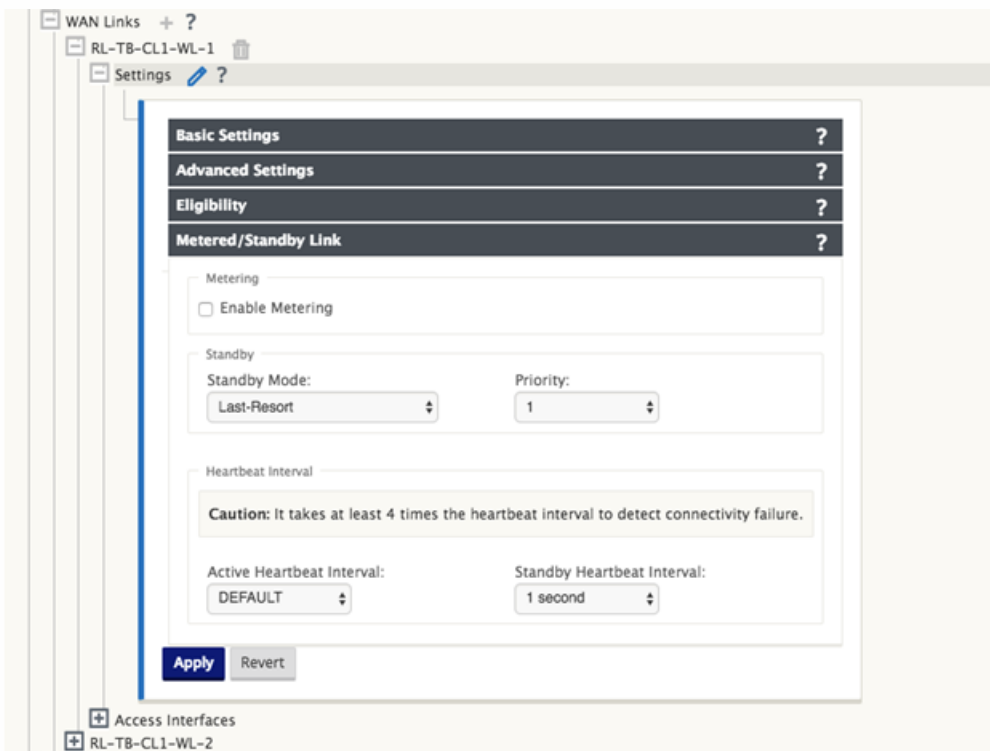 WAN Links + ?
RL-TB-CL1-WL-1
Settings ?
Basic Settings ?
Advanced Settings ?
Eligibility ?
Metered/Standby Link ?
Metering
Enable Metering
Standby
Standby Mode: Priority:
Last-Resort 1
Heartbeat Interval
Caution: It takes at least 4 times the heartbeat interval to detect connectivity failure.
Active Heartbeat Interval: Standby Heartbeat Interval:
DEFAULT 1 second
Apply Revert
Access Interfaces
RL-TB-CL1-WL-2